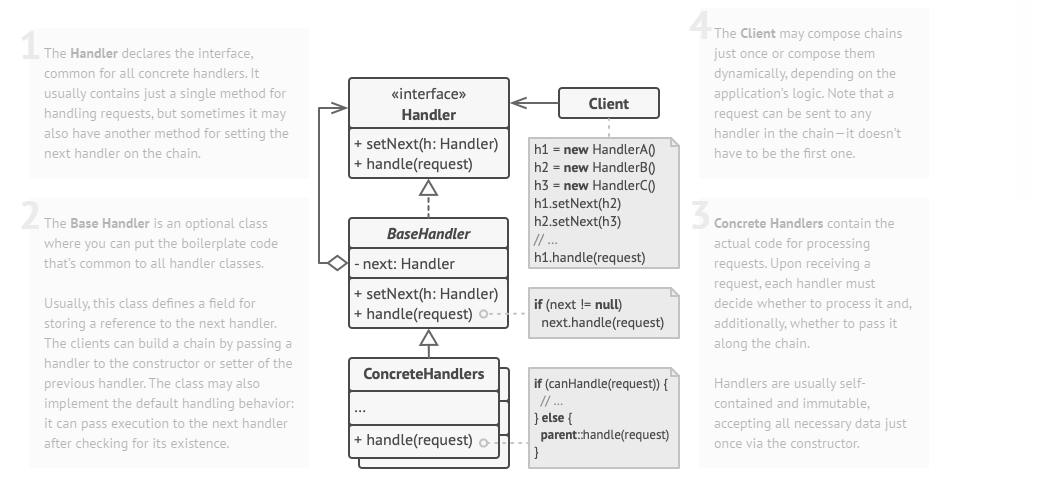 1
The Handler declares the interface,
common for all concrete handlers. It
usually contains just a single method for
handling requests, but sometimes it may
also have another method for setting the
next handler on the chain.
2
The Base Handler is an optional class
where you can put the boilerplate code
that's common to all handler classes.
Usually, this class defines a field for
storing a reference to the next handler.
The clients can build a chain by passing a
handler to the constructor or setter of the
previous handler. The class may also
implement the default handling behavior:
it can pass execution to the next handler
after checking for its existence.
«interface»
Handler
+ setNext(h: Handler)
+ handle(request)
BaseHandler
- next: Handler
+ setNext(h: Handler)
+ handle(request)
ConcreteHandlers
...
+ handle(request)
Client
h1 = new HandlerA()
h2 = new HandlerB()
h3 = new HandlerC()
h1.setNext(h2)
h2.setNext(h3)
// ...
h1.handle(request)
if (next != null)
next.handle(request)
if (canHandle(request)) {
// ...
} else {
parent::handle(request)
}
4
The Client may compose chains
just once or compose them
dynamically, depending on the
application's logic. Note that a
request can be sent to any
handler in the chain—it doesn't
have to be the first one.
3
Concrete Handlers contain the
actual code for processing
requests. Upon receiving a
request, each handler must
decide whether to process it and,
additionally, whether to pass it
along the chain.
Handlers are usually self-
contained and immutable,
accepting all necessary data just
once via the constructor.